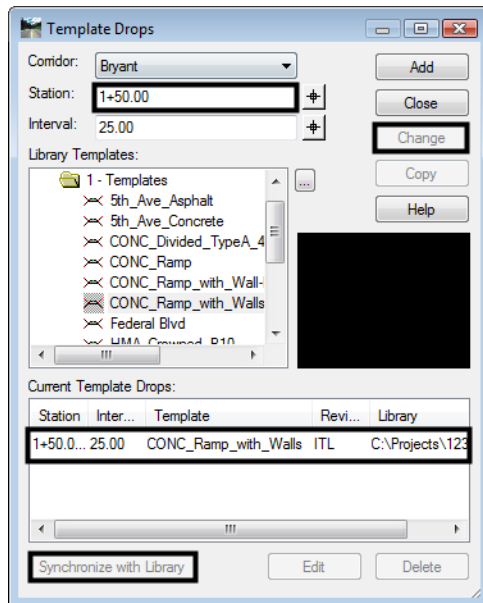 Template Drops
Corridor: Bryant Add
Station: 1+50.00 Close
Interval: 25.00 Change
Library Templates: Copy
1 - Templates ... Help
5th_Ave_Asphalt
5th_Ave_Concrete
CONC_Divided_TypeA_4
CONC_Ramp
CONC_Ramp_with_Wall-
CONC_Ramp_with_Walls
Federal Blvd
HMA_Crowned_R10
Current Template Drops:
Station Inter... Template Revi... Library
1+50.0... 25.00 CONC_Ramp_with_Walls ITL C:\Projects\123
Synchronize with Library Edit Delete